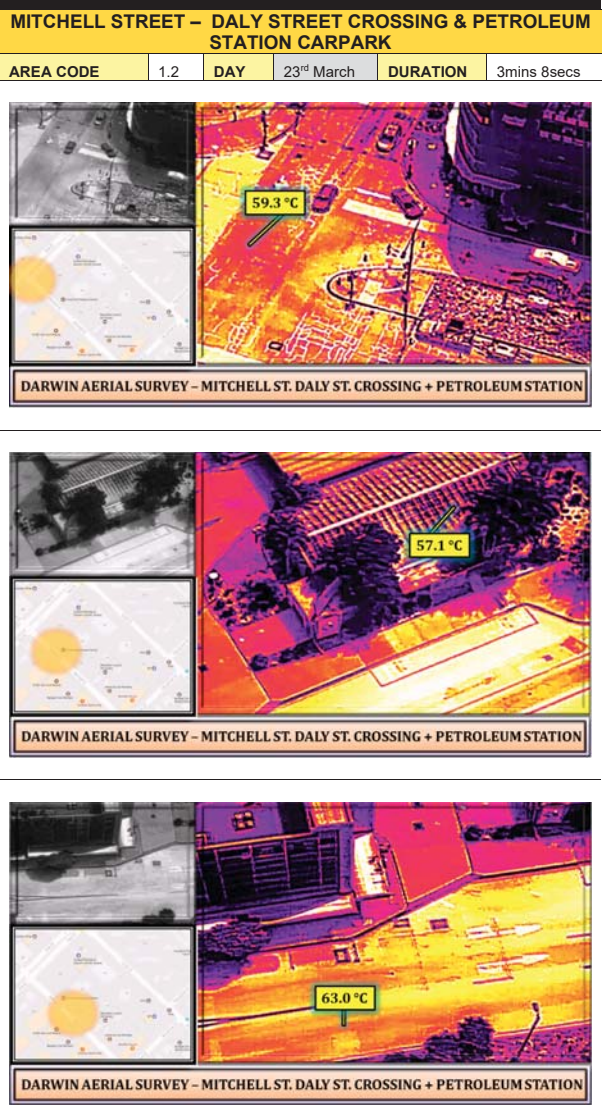 MITCHELL STREET – DALY STREET CROSSING & PETROLEUM
STATION CARPARK
AREA CODE 1.2 DAY 23rd March DURATION 3mins 8secs
59.3 °C
DARWIN AERIAL SURVEY – MITCHELL ST. DALY ST. CROSSING + PETROLEUM STATION
57.1 °C
DARWIN AERIAL SURVEY – MITCHELL ST. DALY ST. CROSSING + PETROLEUM STATION
63.0 °C
DARWIN AERIAL SURVEY – MITCHELL ST. DALY ST. CROSSING + PETROLEUM STATION